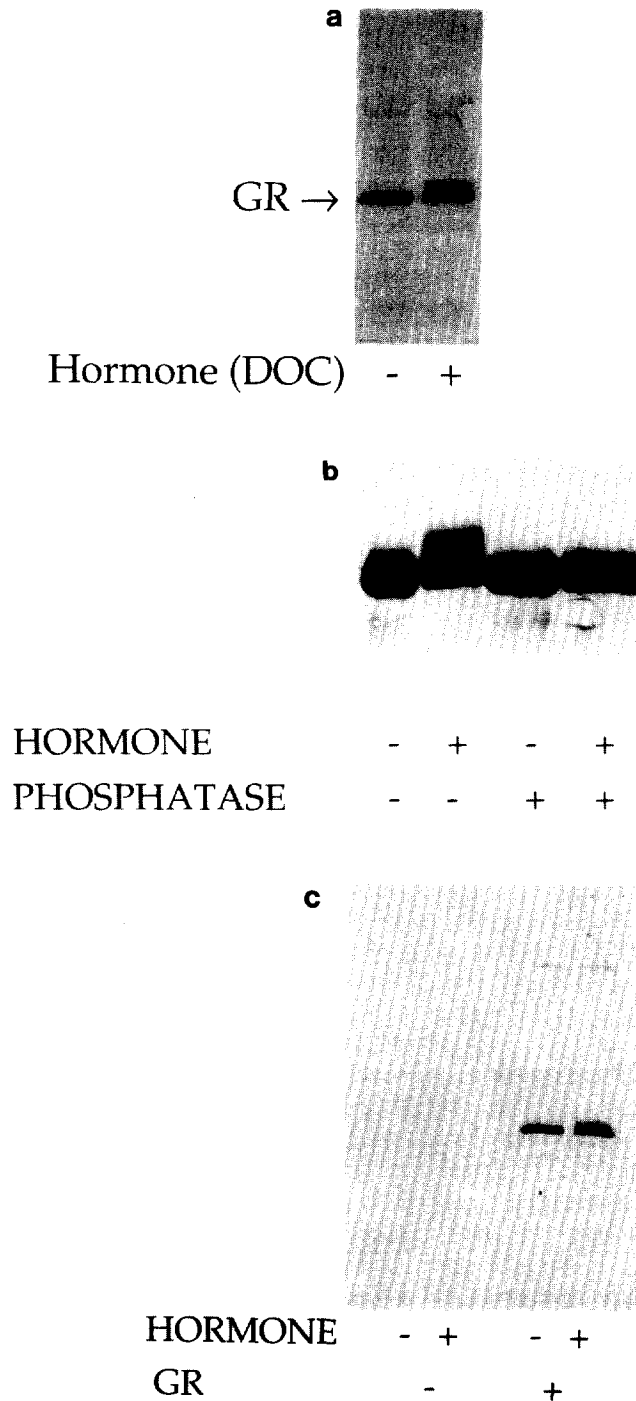 a
GR →
Hormone (DOC) - +
b
HORMONE - + - +
PHOSPHATASE - - + +
c
HORMONE - + - +
GR - +